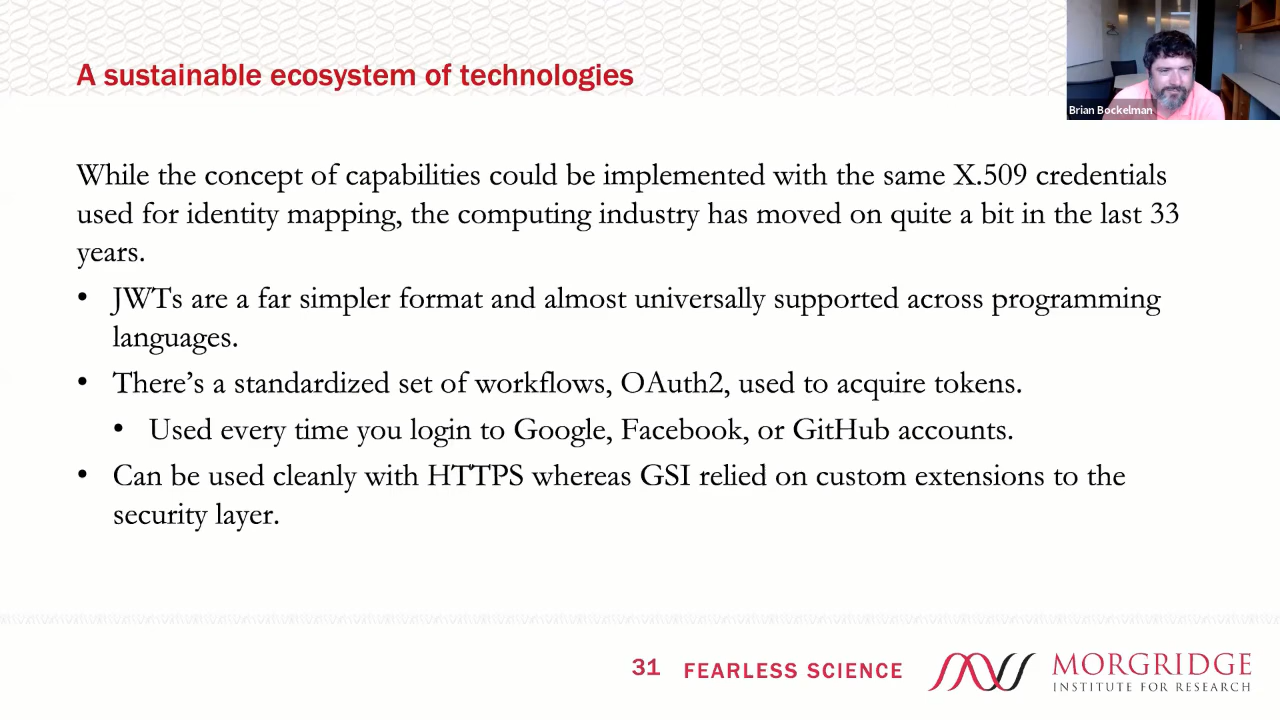 A sustainable ecosystem of technologies
Brian Bockelman
While the concept of capabilities could be implemented with the same X.509 credentials
used for identity mapping, the computing industry has moved on quite a bit in the last 33
years.
• JWTs are a far simpler format and almost universally supported across programming
languages.
• There’s a standardized set of workflows, OAuth2, used to acquire tokens.
• Used every time you login to Google, Facebook, or GitHub accounts.
• Can be used cleanly with HTTPS whereas GSI relied on custom extensions to the
security layer.
31 FEARLESS SCIENCE
MORGRIDGE
INSTITUTE FOR RESEARCH